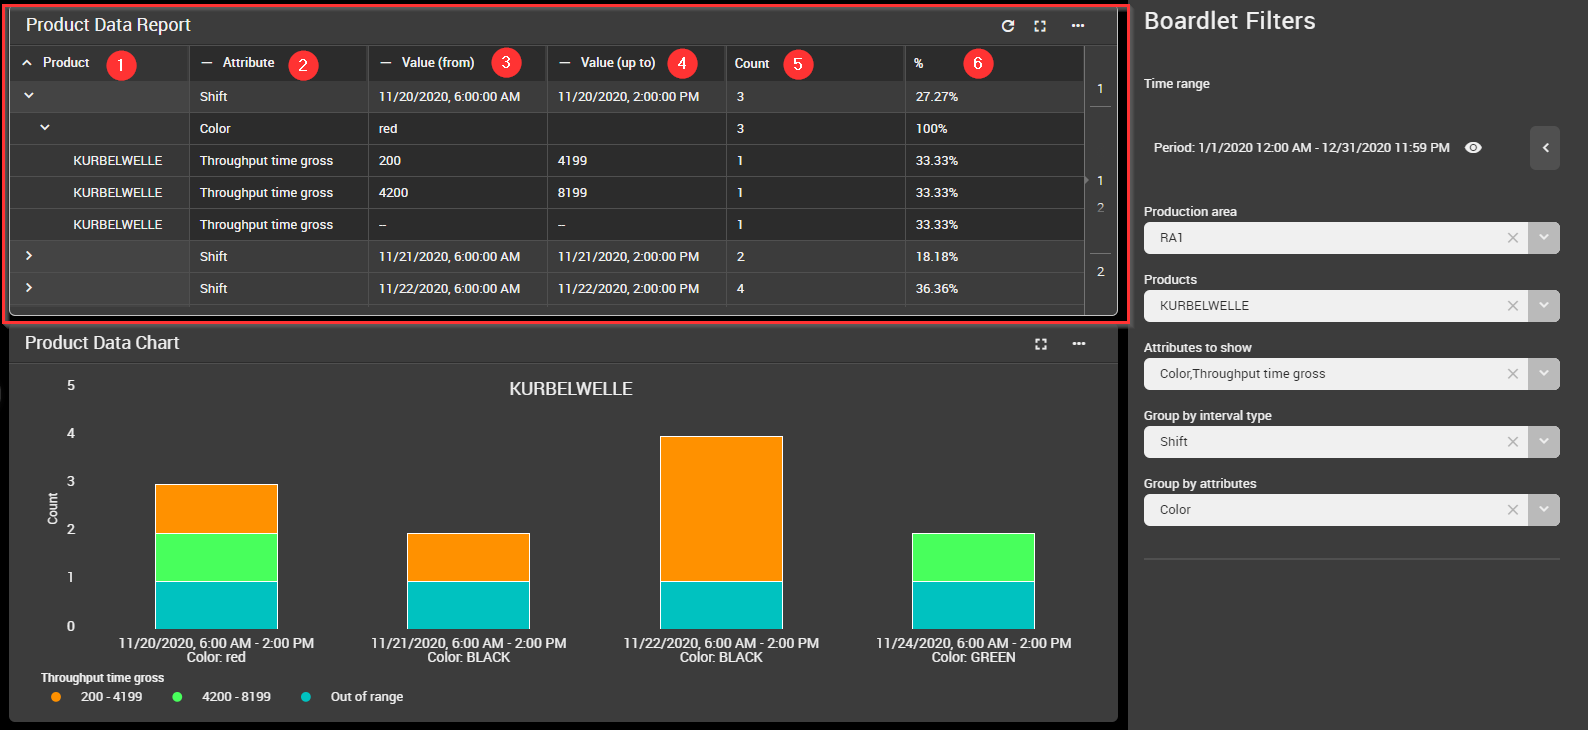 Product Data Report
Product 1 Attribute 2 Value (from) 3 Value (up to) 4 Count 5 % 6
Shift 11/20/2020, 6:00:00 AM 11/20/2020, 2:00:00 PM 3 27.27% 1
Color red 3 100%
KURBELWELLE Throughput time gross 200 4199 1 33.33%
KURBELWELLE Throughput time gross 4200 8199 1 33.33% 1
2
KURBELWELLE Throughput time gross – – 1 33.33%
Shift 11/21/2020, 6:00:00 AM 11/21/2020, 2:00:00 PM 2 18.18%
2
Shift 11/22/2020, 6:00:00 AM 11/22/2020, 2:00:00 PM 4 36.36%
Product Data Chart
KURBELWELLE
5
4
3
2
1
0
Count
11/20/2020, 6:00 AM - 2:00 PM
Color: red
11/21/2020, 6:00 AM - 2:00 PM
Color: BLACK
11/22/2020, 6:00 AM - 2:00 PM
Color: BLACK
11/24/2020, 6:00 AM - 2:00 PM
Color: GREEN
Throughput time gross
200 - 4199 4200 - 8199 Out of range
Boardlet Filters
Time range
Period: 1/1/2020 12:00 AM - 12/31/2020 11:59 PM
Production area
RA1
Products
KURBELWELLE
Attributes to show
Color,Throughput time gross
Group by interval type
Shift
Group by attributes
Color